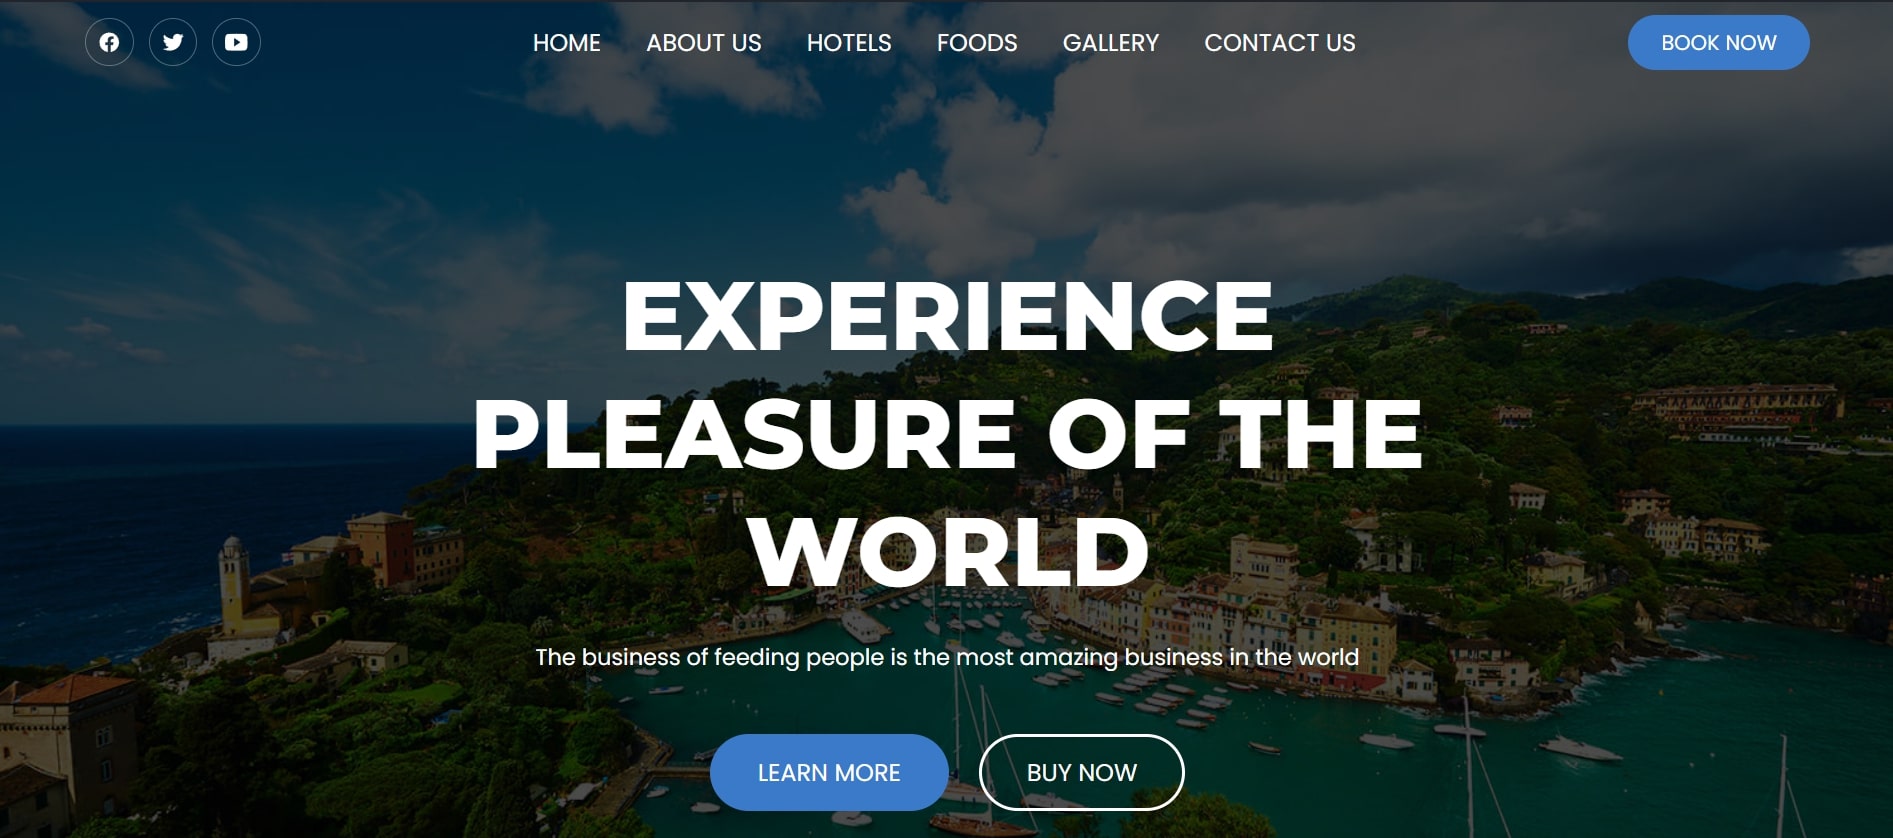 HOME ABOUT US HOTELS FOODS GALLERY CONTACT US BOOK NOW
EXPERIENCE
PLEASURE OF THE
WORLD
The business of feeding people is the most amazing business in the world
LEARN MORE BUY NOW